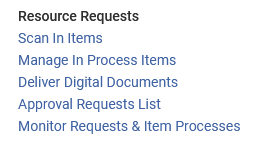 Resource Requests
Scan In Items
Manage In Process Items
Deliver Digital Documents
Approval Requests List
Monitor Requests & Item Processes